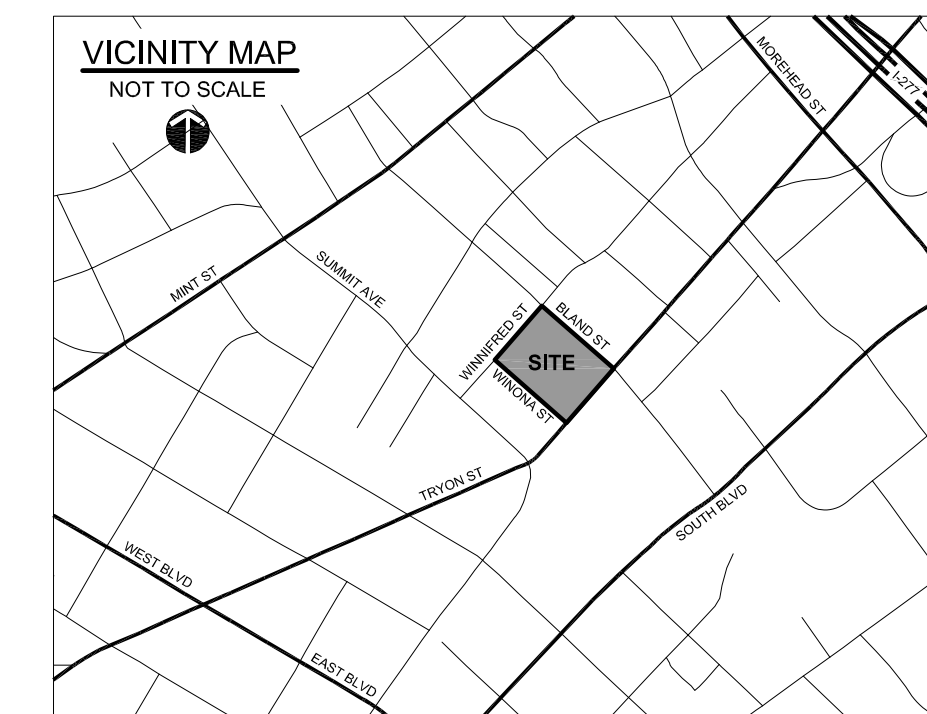 VICINITY MAP
NOT TO SCALE
MOREHEAD ST
I-277
SUMMIT AVE
MINT ST
WINNIFRED ST
BLAND ST
SITE
WINONA ST
TRYON ST
SOUTH BLVD
WEST BLVD
EAST BLVD